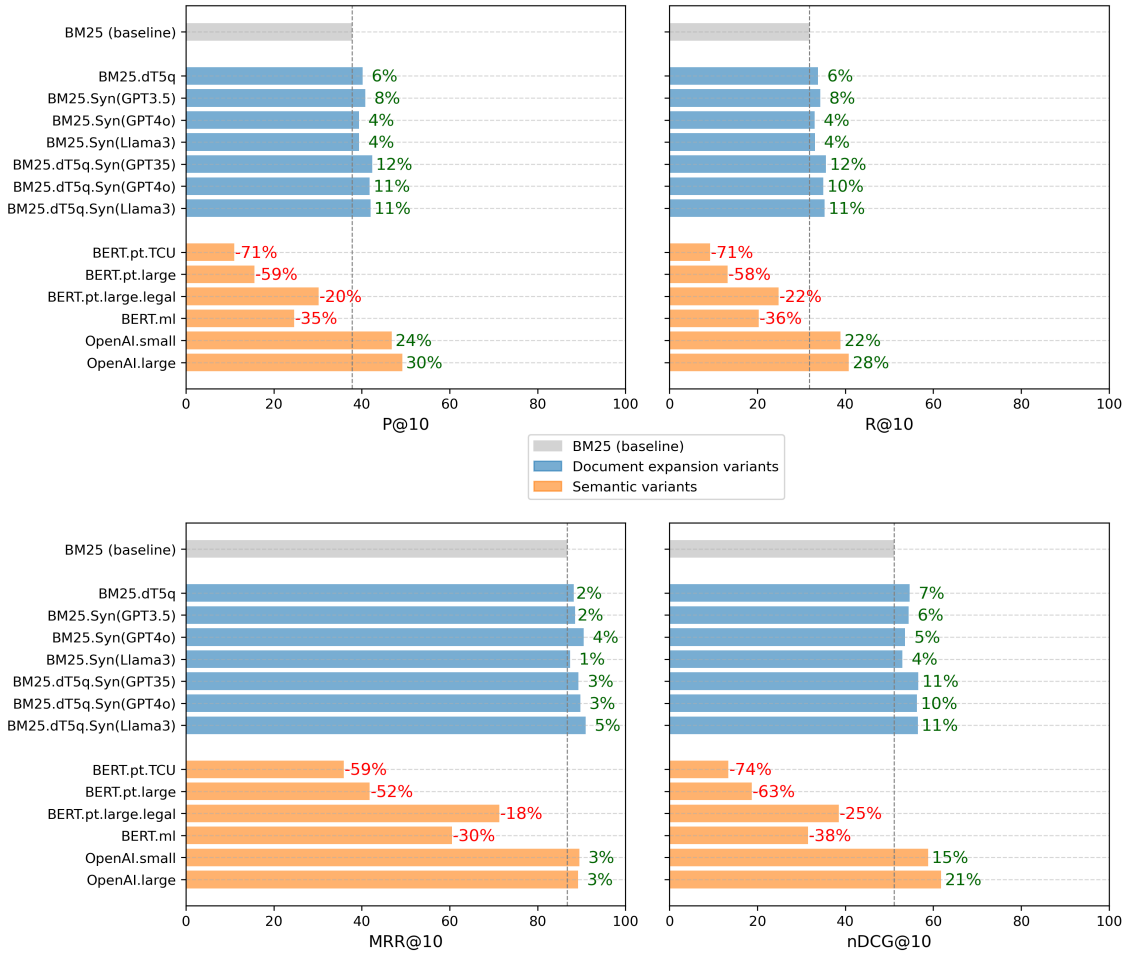 BM25 (baseline)
BM25.dT5q 6% 6%
BM25.Syn(GPT3.5) 8% 8%
BM25.Syn(GPT4o) 4% 4%
BM25.Syn(Llama3) 4% 4%
BM25.dT5q.Syn(GPT35) 12% 12%
BM25.dT5q.Syn(GPT4o) 11% 10%
BM25.dT5q.Syn(Llama3) 11% 11%
BERT.pt.TCU -71% -71%
BERT.pt.large -59% -58%
BERT.pt.large.legal -20% -22%
BERT.ml -35% -36%
OpenAI.small 24% 22%
OpenAI.large 30% 28%
0 20 40 60 80 100 0 20 40 60 80 100
P@10 R@10
BM25 (baseline)
Document expansion variants
Semantic variants
BM25 (baseline)
BM25.dT5q 2% 7%
BM25.Syn(GPT3.5) 2% 6%
BM25.Syn(GPT4o) 4% 5%
BM25.Syn(Llama3) 1% 4%
BM25.dT5q.Syn(GPT35) 3% 11%
BM25.dT5q.Syn(GPT4o) 3% 10%
BM25.dT5q.Syn(Llama3) 5% 11%
BERT.pt.TCU -59% -74%
BERT.pt.large -52% -63%
BERT.pt.large.legal -18% -25%
BERT.ml -30% -38%
OpenAI.small 3% 15%
OpenAI.large 3% 21%
0 20 40 60 80 100 0 20 40 60 80 100
MRR@10 nDCG@10